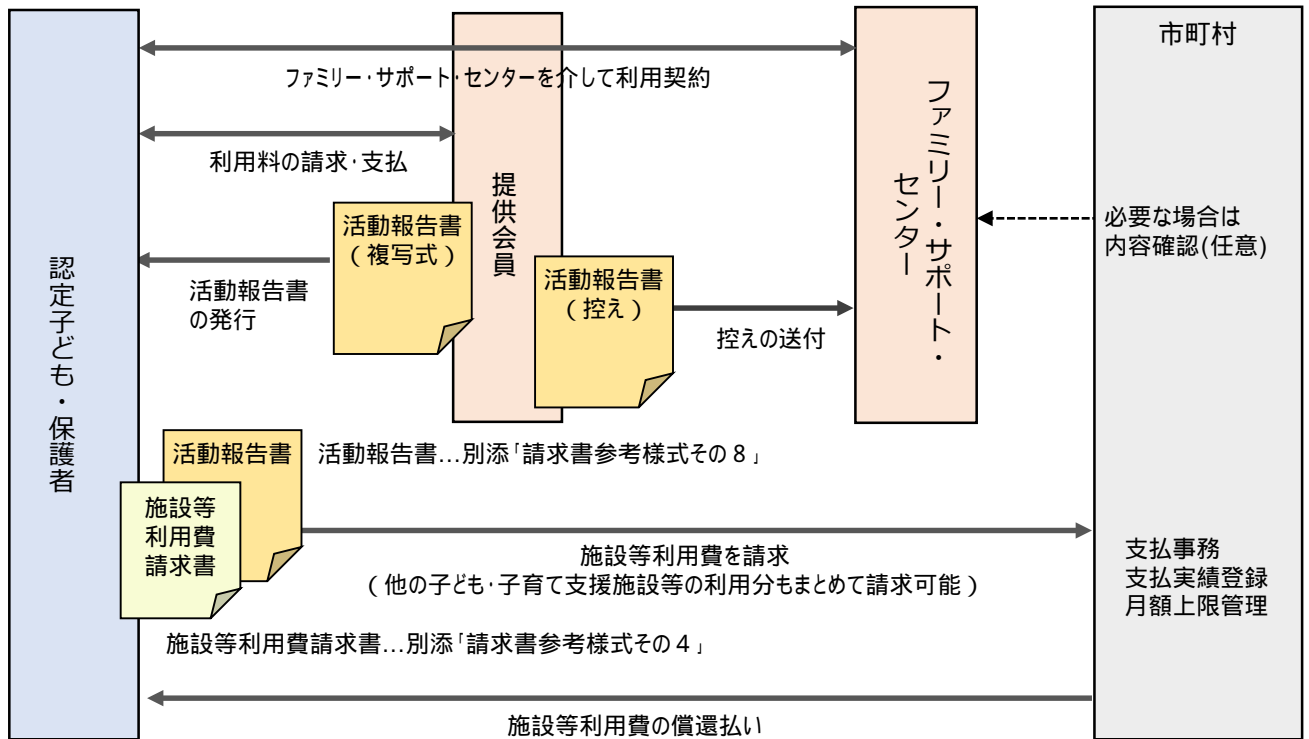 市町村
ファミリー・サポート・センターを介して利用契約
利用料の請求・支払
認定子ども・保護者
提供会員
ファミリー・サポート・
センター
活動報告書
（複写式）
必要な場合は
内容確認(任意)
活動報告書
の発行
活動報告書
（控え）
控えの送付
活動報告書
活動報告書…別添「請求書参考様式その８」
施設等
利用費
請求書
施設等利用費を請求
（他の子ども・子育て支援施設等の利用分もまとめて請求可能）
支払事務
支払実績登録
月額上限管理
施設等利用費請求書…別添「請求書参考様式その４」
施設等利用費の償還払い